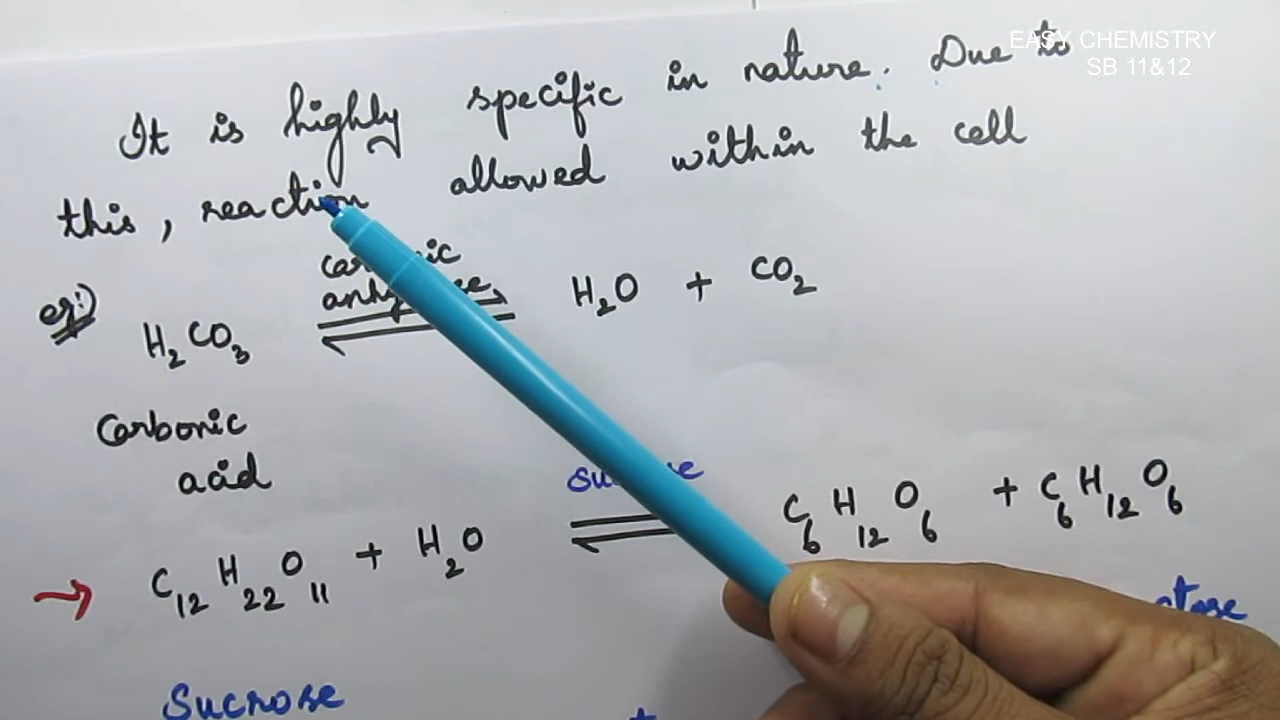 EASY CHEMISTRY
SB 11&12
It is highly specific in nature. Due to
this, reaction allowed within the cell
eg:)
H2CO3 ⇌ H2O + CO2
Carbonic
acid
→ C12H22O11 + H2O ⇌ C6H12O6 + C6H12O6
Sucrose